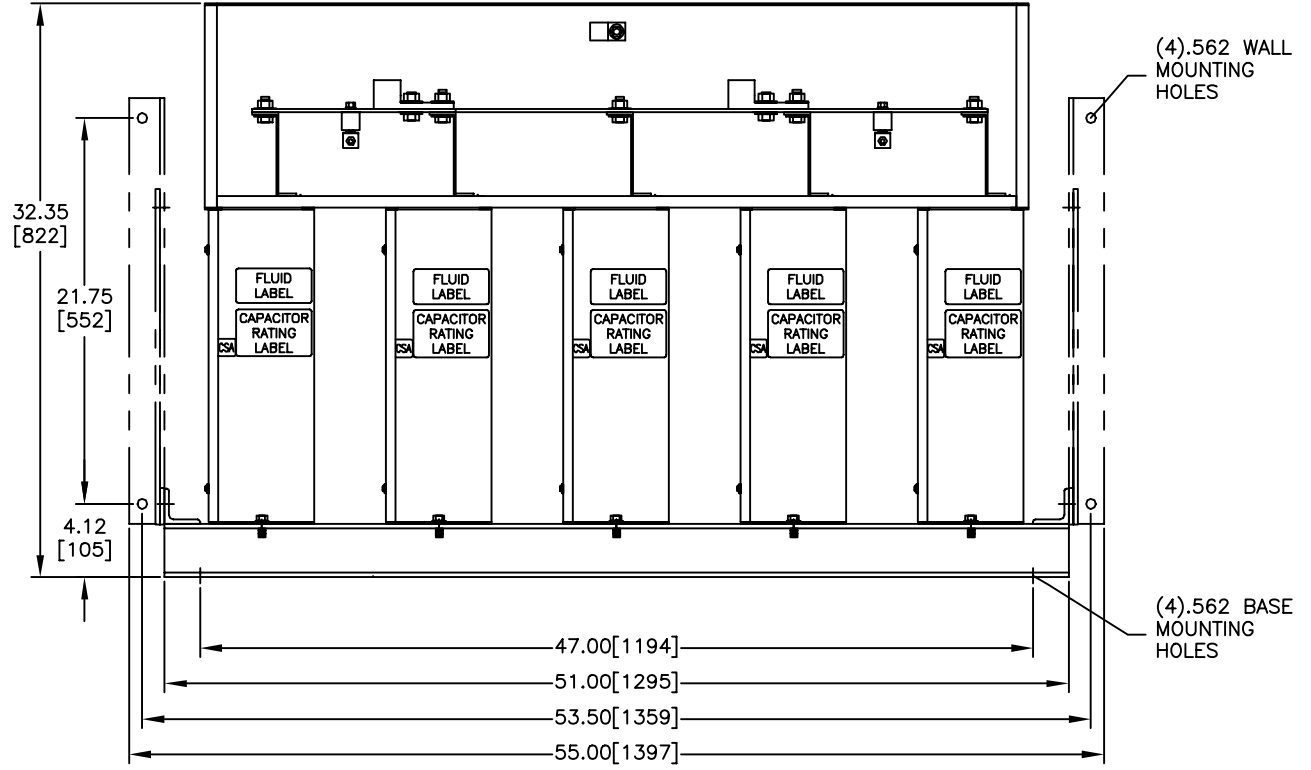 (4).562 WALL
MOUNTING
HOLES
32.35
[822]
21.75
[552]
4.12
[105]
FLUID
LABEL
CAPACITOR
RATING
LABEL
CSA
FLUID
LABEL
CAPACITOR
RATING
LABEL
CSA
FLUID
LABEL
CAPACITOR
RATING
LABEL
CSA
FLUID
LABEL
CAPACITOR
RATING
LABEL
CSA
FLUID
LABEL
CAPACITOR
RATING
LABEL
CSA
(4).562 BASE
MOUNTING
HOLES
47.00[1194]
51.00[1295]
53.50[1359]
55.00[1397]